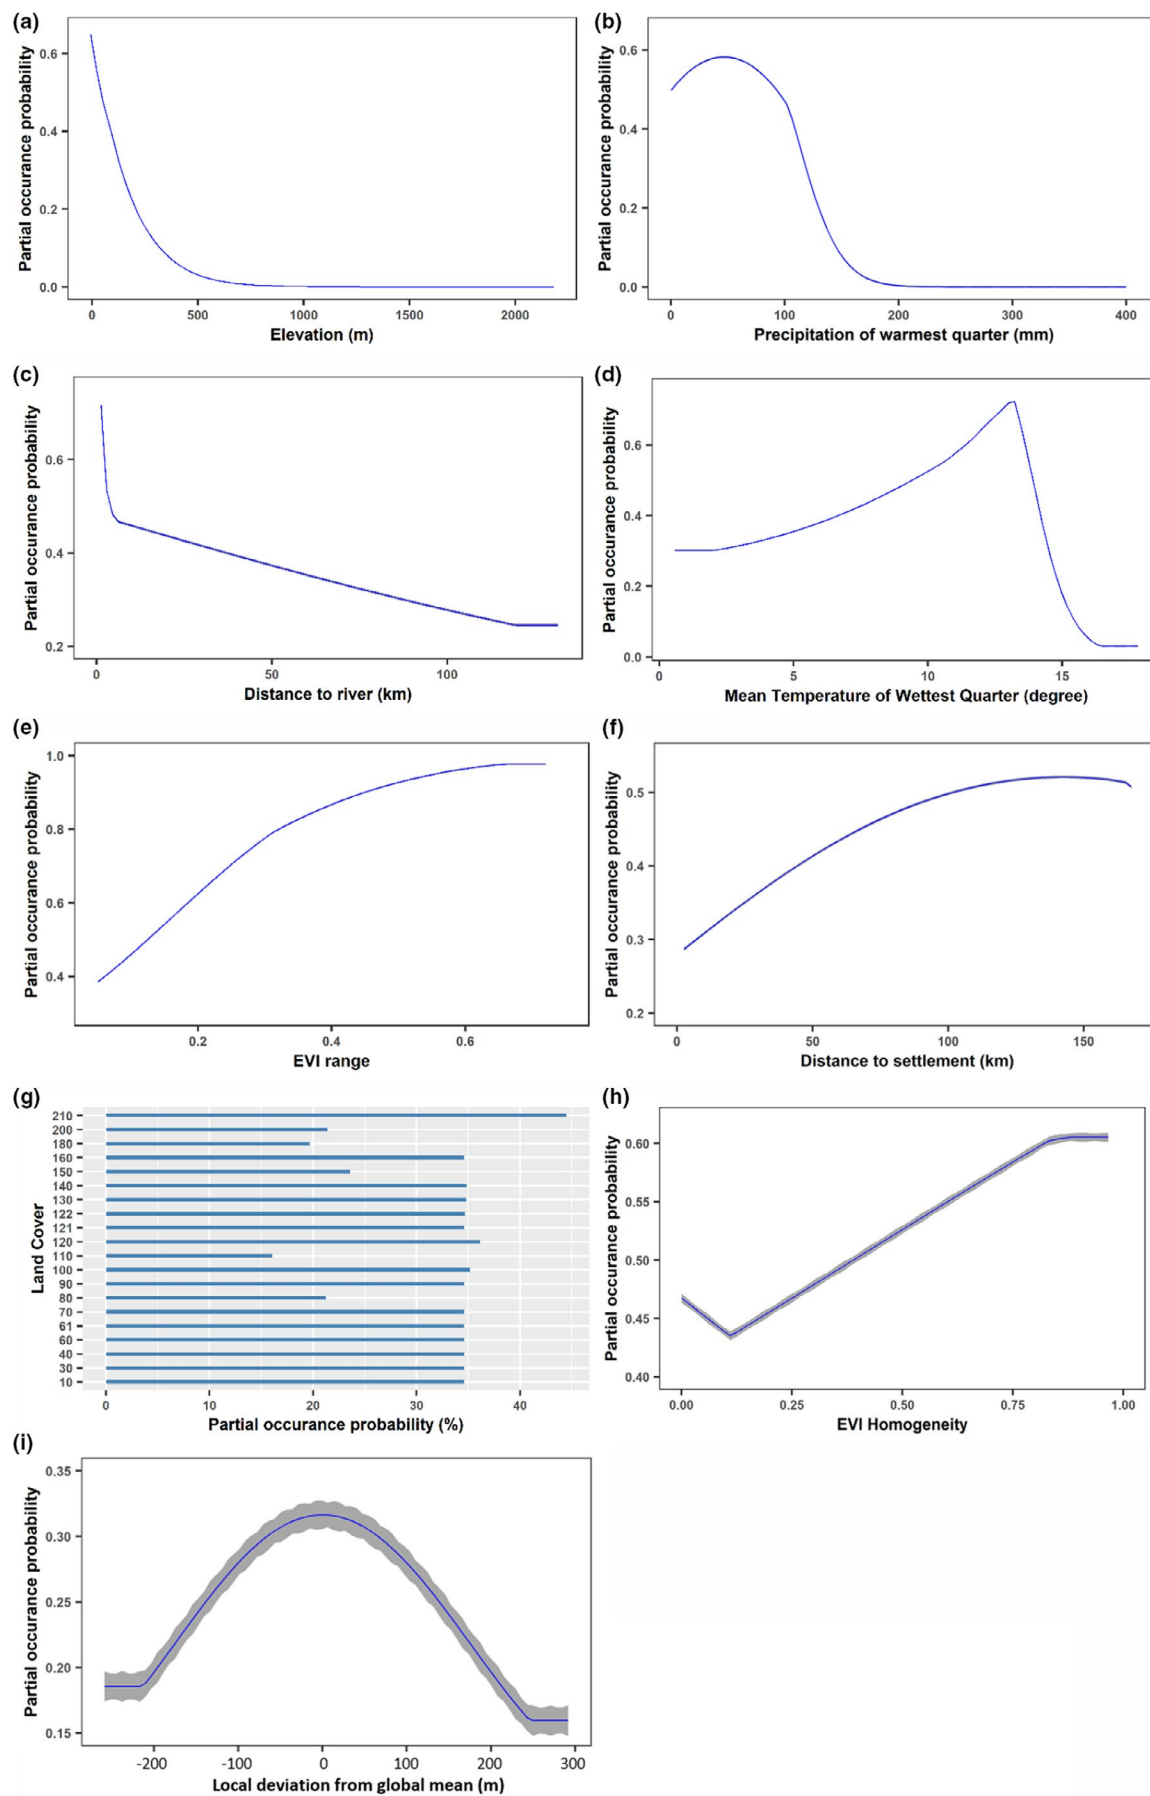 (a)
Partial occurance probability
0.6
0.4
0.2
0.0
0 500 1000 1500 2000
Elevation (m)
(b)
Partial occurance probability
0.6
0.4
0.2
0.0
0 100 200 300 400
Precipitation of warmest quarter (mm)
(c)
Partial occurance probability
0.6
0.4
0.2
0 50 100
Distance to river (km)
(d)
Partial occurance probability
0.6
0.4
0.2
0.0
0 5 10 15
Mean Temperature of Wettest Quarter (degree)
(e)
Partial occurance probability
1.0
0.8
0.6
0.4
0.2 0.4 0.6
EVI range
(f)
Partial occurance probability
0.5
0.4
0.3
0.2
0 50 100 150
Distance to settlement (km)
(g)
Land Cover
210
200
180
160
150
140
130
122
121
120
110
100
90
80
70
61
60
40
30
10
0 10 20 30 40
Partial occurance probability (%)
(h)
Partial occurance probability
0.60
0.55
0.50
0.45
0.40
0.00 0.25 0.50 0.75 1.00
EVI Homogeneity
(i)
Partial occurance probability
0.35
0.30
0.25
0.20
0.15
-200 -100 0 100 200 300
Local deviation from global mean (m)